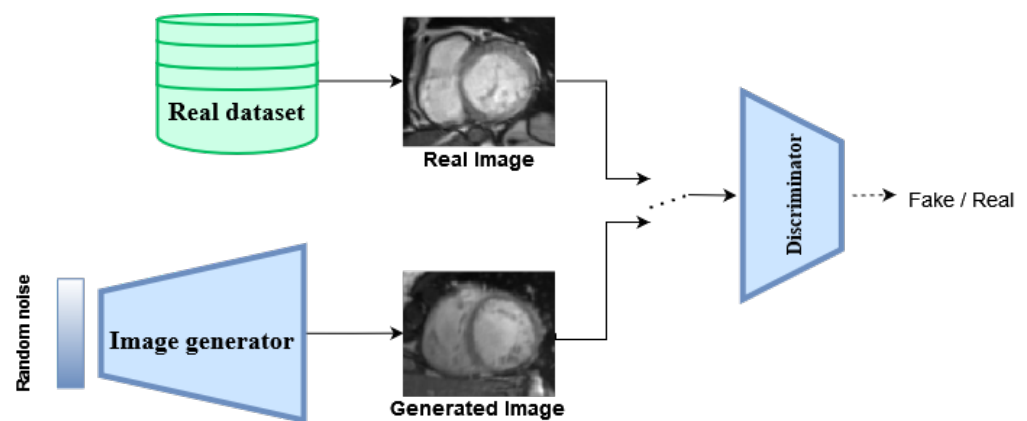 Real dataset
Real Image
Discriminator
Fake / Real
Random noise
Image generator
Generated Image